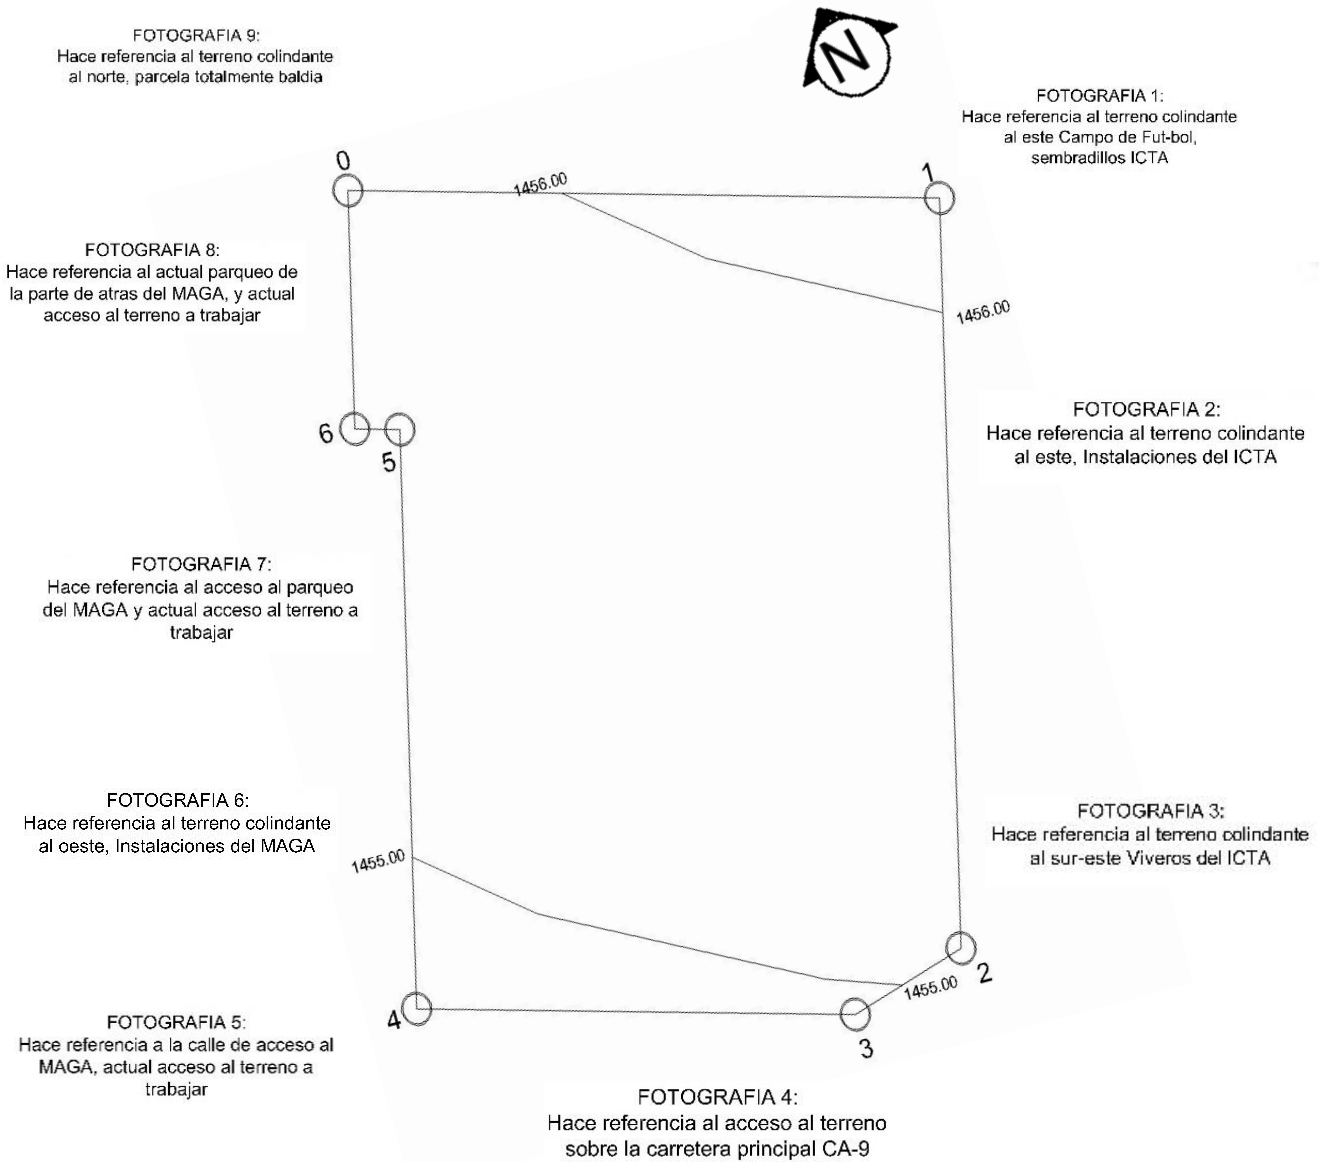 FOTOGRAFIA 9:
Hace referencia al terreno colindante
al norte, parcela totalmente baldia
N
FOTOGRAFIA 1:
Hace referencia al terreno colindante
al este Campo de Fut-bol,
sembradillos ICTA
0
1456.00
1
FOTOGRAFIA 8:
Hace referencia al actual parqueo de
la parte de atras del MAGA, y actual
acceso al terreno a trabajar
1456.00
FOTOGRAFIA 2:
Hace referencia al terreno colindante
al este, Instalaciones del ICTA
6
5
FOTOGRAFIA 7:
Hace referencia al acceso al parqueo
del MAGA y actual acceso al terreno a
trabajar
FOTOGRAFIA 6:
Hace referencia al terreno colindante
al oeste, Instalaciones del MAGA
1455.00
FOTOGRAFIA 3:
Hace referencia al terreno colindante
al sur-este Viveros del ICTA
2
1455.00
4
3
FOTOGRAFIA 5:
Hace referencia a la calle de acceso al
MAGA, actual acceso al terreno a
trabajar
FOTOGRAFIA 4:
Hace referencia al acceso al terreno
sobre la carretera principal CA-9